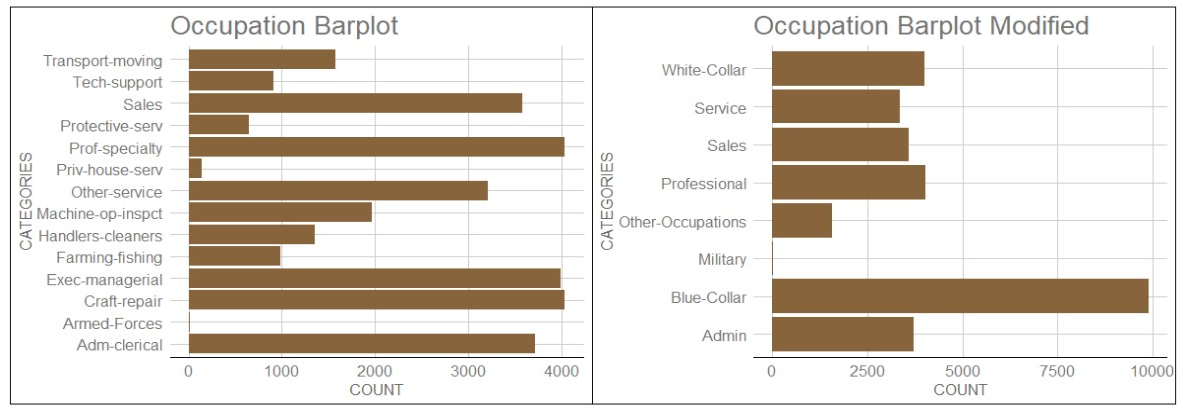 Occupation Barplot
Transport-moving
Tech-support
Sales
Protective-serv
Prof-specialty
Priv-house-serv
Other-service
Machine-op-inspct
Handlers-cleaners
Farming-fishing
Exec-managerial
Craft-repair
Armed-Forces
Adm-clerical
CATEGORIES
0 1000 2000 3000 4000
COUNT
Occupation Barplot Modified
White-Collar
Service
Sales
Professional
Other-Occupations
Military
Blue-Collar
Admin
CATEGORIES
0 2500 5000 7500 10000
COUNT